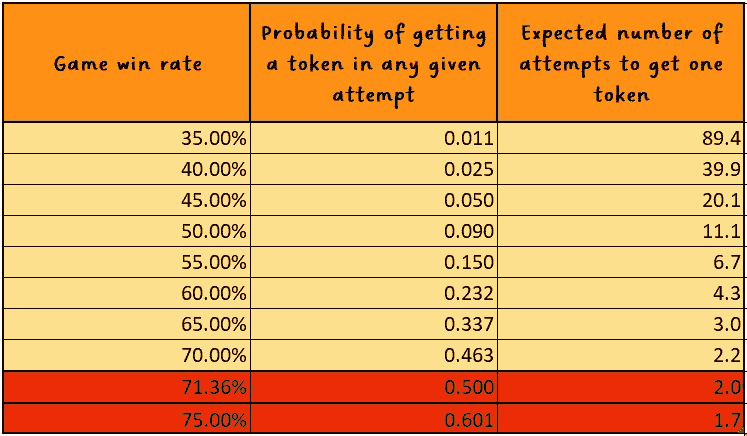 Game win rate
Probability of getting
a token in any given
attempt
Expected number of
attempts to get one
token
35.00% 0.011 89.4
40.00% 0.025 39.9
45.00% 0.050 20.1
50.00% 0.090 11.1
55.00% 0.150 6.7
60.00% 0.232 4.3
65.00% 0.337 3.0
70.00% 0.463 2.2
71.36% 0.500 2.0
75.00% 0.601 1.7